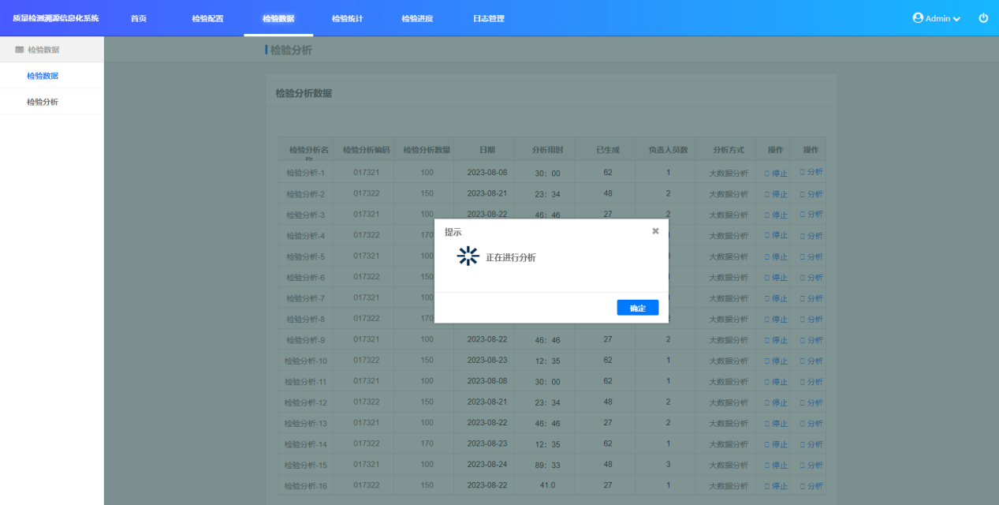 质量检测溯源信息化系统 首页 检验配置 检验数据 检验统计 检验进度 日志管理 Admin
检验数据
检验数据
检验分析
检验分析
检验分析数据
检验分析名称 检验分析编码 检验分析数量 日期 分析用时 已生成 负责人员数 分析方式 操作 操作
检验分析-1 017321 100 2023-08-08 30：00 62 1 大数据分析 停止 分析
检验分析-2 017322 150 2023-08-21 23：34 48 2 大数据分析 停止 分析
检验分析-3 017321 100 2023-08-22 46：46 27 2 大数据分析 停止 分析
检验分析-4 017322 170 大数据分析 停止 分析
检验分析-5 017321 100 大数据分析 停止 分析
检验分析-6 017322 150 大数据分析 停止 分析
检验分析-7 017321 100 大数据分析 停止 分析
检验分析-8 017322 170 大数据分析 停止 分析
检验分析-9 017321 100 2023-08-22 46：46 27 2 大数据分析 停止 分析
检验分析-10 017322 150 2023-08-23 12：35 62 1 大数据分析 停止 分析
检验分析-11 017321 100 2023-08-08 30：00 62 1 大数据分析 停止 分析
检验分析-12 017322 150 2023-08-21 23：34 48 2 大数据分析 停止 分析
检验分析-13 017321 100 2023-08-22 46：46 27 2 大数据分析 停止 分析
检验分析-14 017322 170 2023-08-23 12：35 62 1 大数据分析 停止 分析
检验分析-15 017321 100 2023-08-24 89：33 48 3 大数据分析 停止 分析
检验分析-16 017322 150 2023-08-22 41.0 27 1 大数据分析 停止 分析
提示
正在进行分析
确定